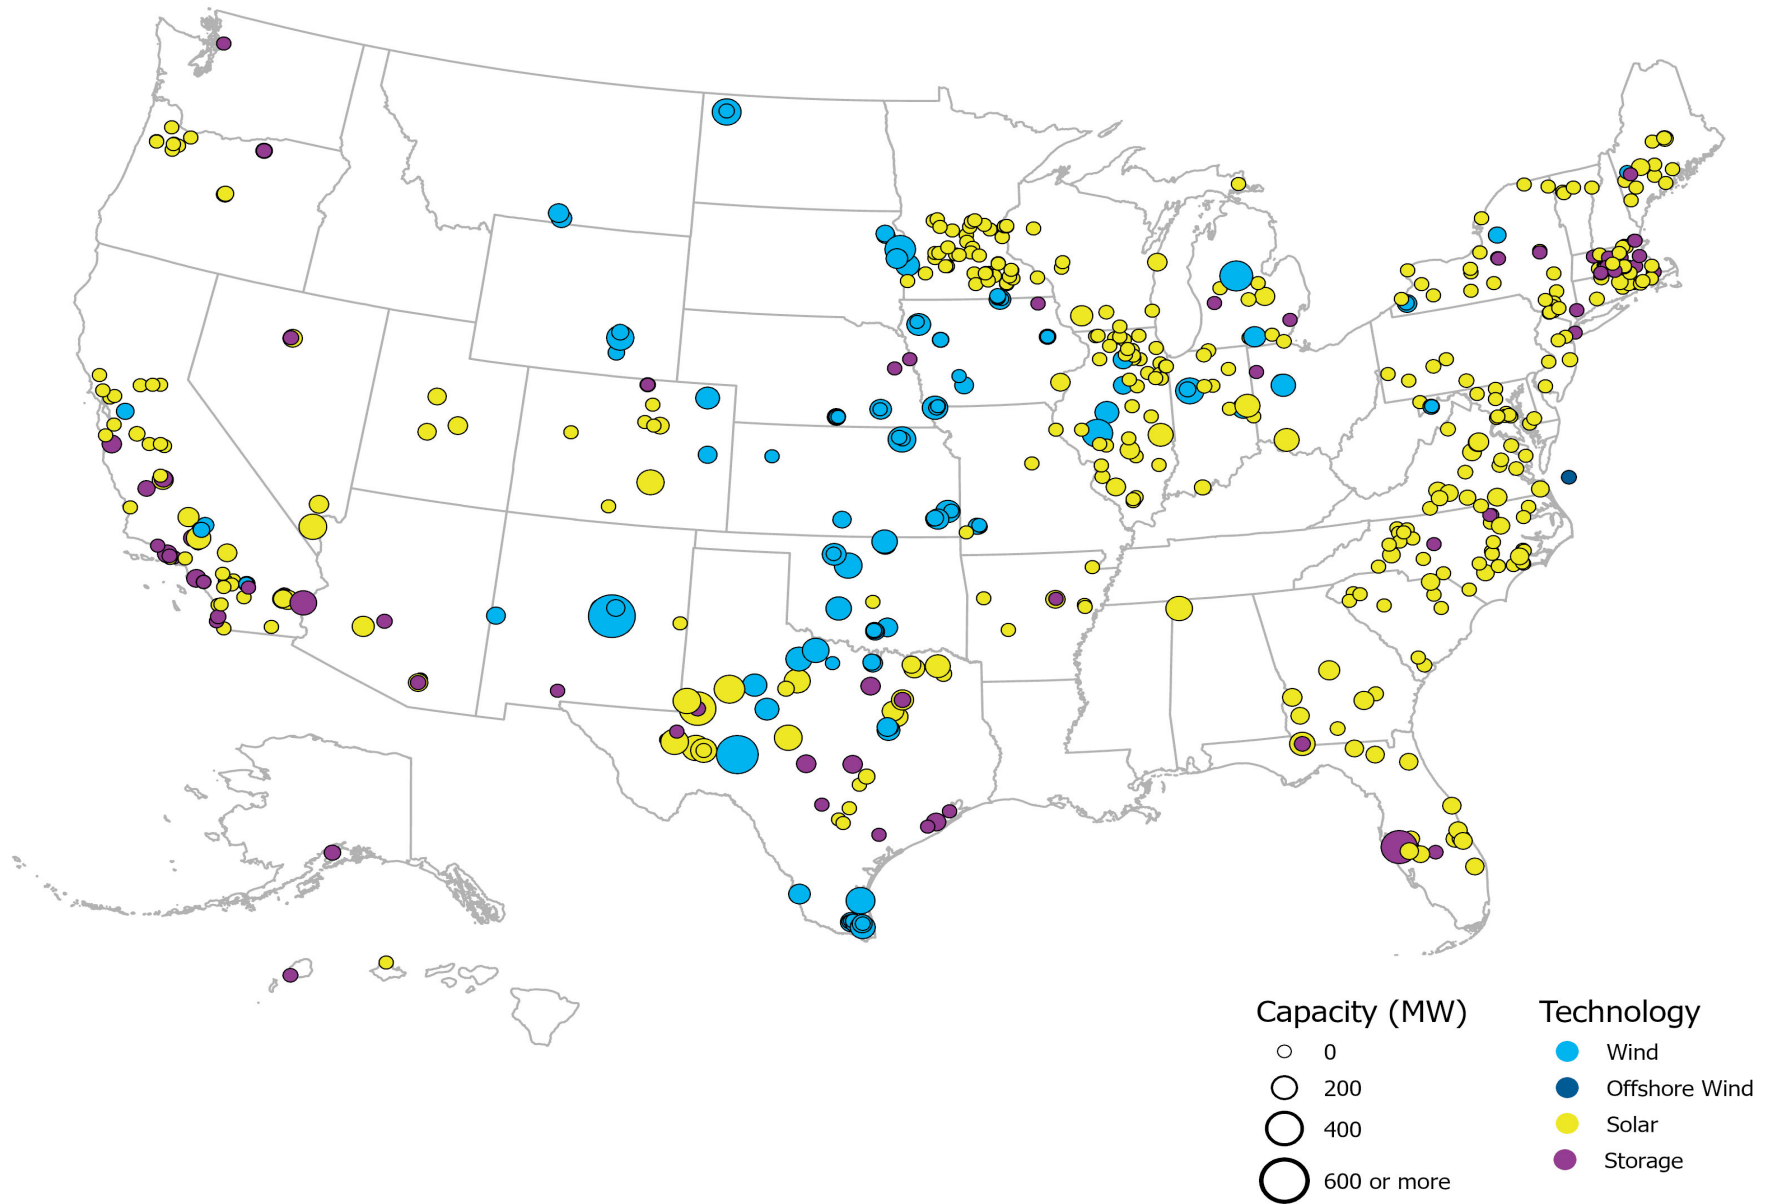 Capacity (MW)
0
200
400
600 or more
Technology
Wind
Offshore Wind
Solar
Storage